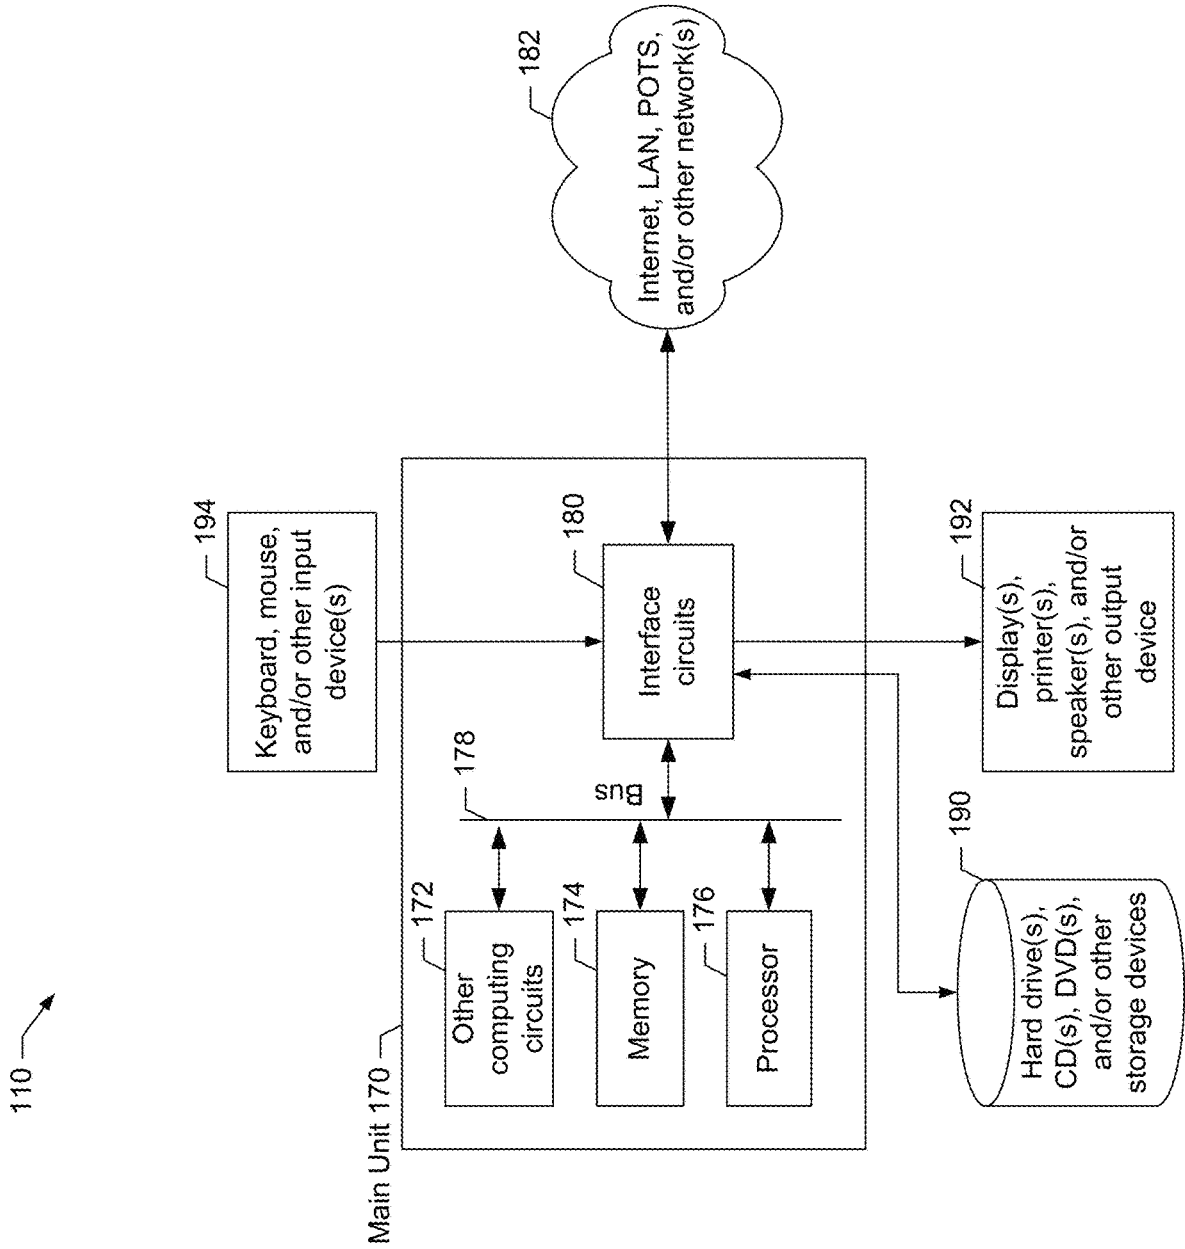 110
Main Unit 170
Other
computing
circuits
172
Memory
174
Processor
176
178
Bus
Keyboard, mouse,
and/or other input
device(s)
194
Interface
circuits
180
Internet, LAN, POTS,
and/or other network(s)
182
Hard drive(s),
CD(s), DVD(s),
and/or other
storage devices
190
Display(s),
printer(s),
speaker(s), and/or
other output
device
192